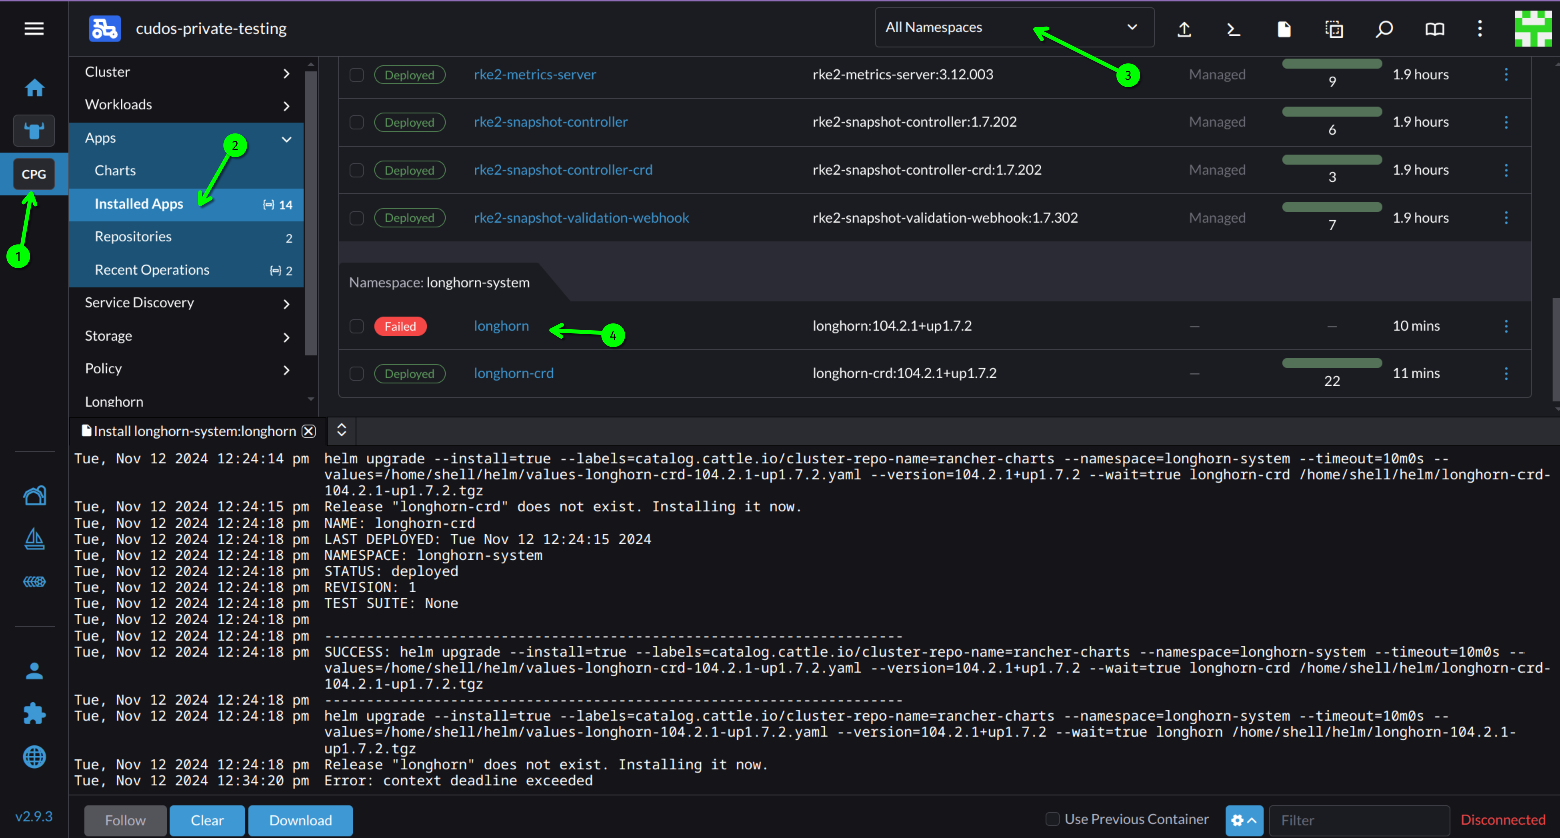 cudos-private-testing
All Namespaces
3
CPG
1
Cluster
Workloads
Apps
2
Charts
Installed Apps 14
Repositories 2
Recent Operations 2
Service Discovery
Storage
Policy
Longhorn
Deployed rke2-metrics-server rke2-metrics-server:3.12.003 Managed 9 1.9 hours
Deployed rke2-snapshot-controller rke2-snapshot-controller:1.7.202 Managed 6 1.9 hours
Deployed rke2-snapshot-controller-crd rke2-snapshot-controller-crd:1.7.202 Managed 3 1.9 hours
Deployed rke2-snapshot-validation-webhook rke2-snapshot-validation-webhook:1.7.302 Managed 7 1.9 hours
Namespace: longhorn-system
Failed longhorn 4 longhorn:104.2.1+up1.7.2 — — 10 mins
Deployed longhorn-crd longhorn-crd:104.2.1+up1.7.2 — 22 11 mins
Install longhorn-system:longhorn
Tue, Nov 12 2024 12:24:14 pm helm upgrade --install=true --labels=catalog.cattle.io/cluster-repo-name=rancher-charts --namespace=longhorn-system --timeout=10m0s --
values=/home/shell/helm/values-longhorn-crd-104.2.1-up1.7.2.yaml --version=104.2.1+up1.7.2 --wait=true longhorn-crd /home/shell/helm/longhorn-crd-
104.2.1-up1.7.2.tgz
Tue, Nov 12 2024 12:24:15 pm Release "longhorn-crd" does not exist. Installing it now.
Tue, Nov 12 2024 12:24:18 pm NAME: longhorn-crd
Tue, Nov 12 2024 12:24:18 pm LAST DEPLOYED: Tue Nov 12 12:24:15 2024
Tue, Nov 12 2024 12:24:18 pm NAMESPACE: longhorn-system
Tue, Nov 12 2024 12:24:18 pm STATUS: deployed
Tue, Nov 12 2024 12:24:18 pm REVISION: 1
Tue, Nov 12 2024 12:24:18 pm TEST SUITE: None
Tue, Nov 12 2024 12:24:18 pm
Tue, Nov 12 2024 12:24:18 pm ---------------------------------------------------------------------
Tue, Nov 12 2024 12:24:18 pm SUCCESS: helm upgrade --install=true --labels=catalog.cattle.io/cluster-repo-name=rancher-charts --namespace=longhorn-system --timeout=10m0s --
values=/home/shell/helm/values-longhorn-crd-104.2.1-up1.7.2.yaml --version=104.2.1+up1.7.2 --wait=true longhorn-crd /home/shell/helm/longhorn-crd-
104.2.1-up1.7.2.tgz
Tue, Nov 12 2024 12:24:18 pm ---------------------------------------------------------------------
Tue, Nov 12 2024 12:24:18 pm helm upgrade --install=true --labels=catalog.cattle.io/cluster-repo-name=rancher-charts --namespace=longhorn-system --timeout=10m0s --
values=/home/shell/helm/values-longhorn-104.2.1-up1.7.2.yaml --version=104.2.1+up1.7.2 --wait=true longhorn /home/shell/helm/longhorn-104.2.1-
up1.7.2.tgz
Tue, Nov 12 2024 12:24:18 pm Release "longhorn" does not exist. Installing it now.
Tue, Nov 12 2024 12:34:20 pm Error: context deadline exceeded
v2.9.3
Follow Clear Download Use Previous Container Filter Disconnected